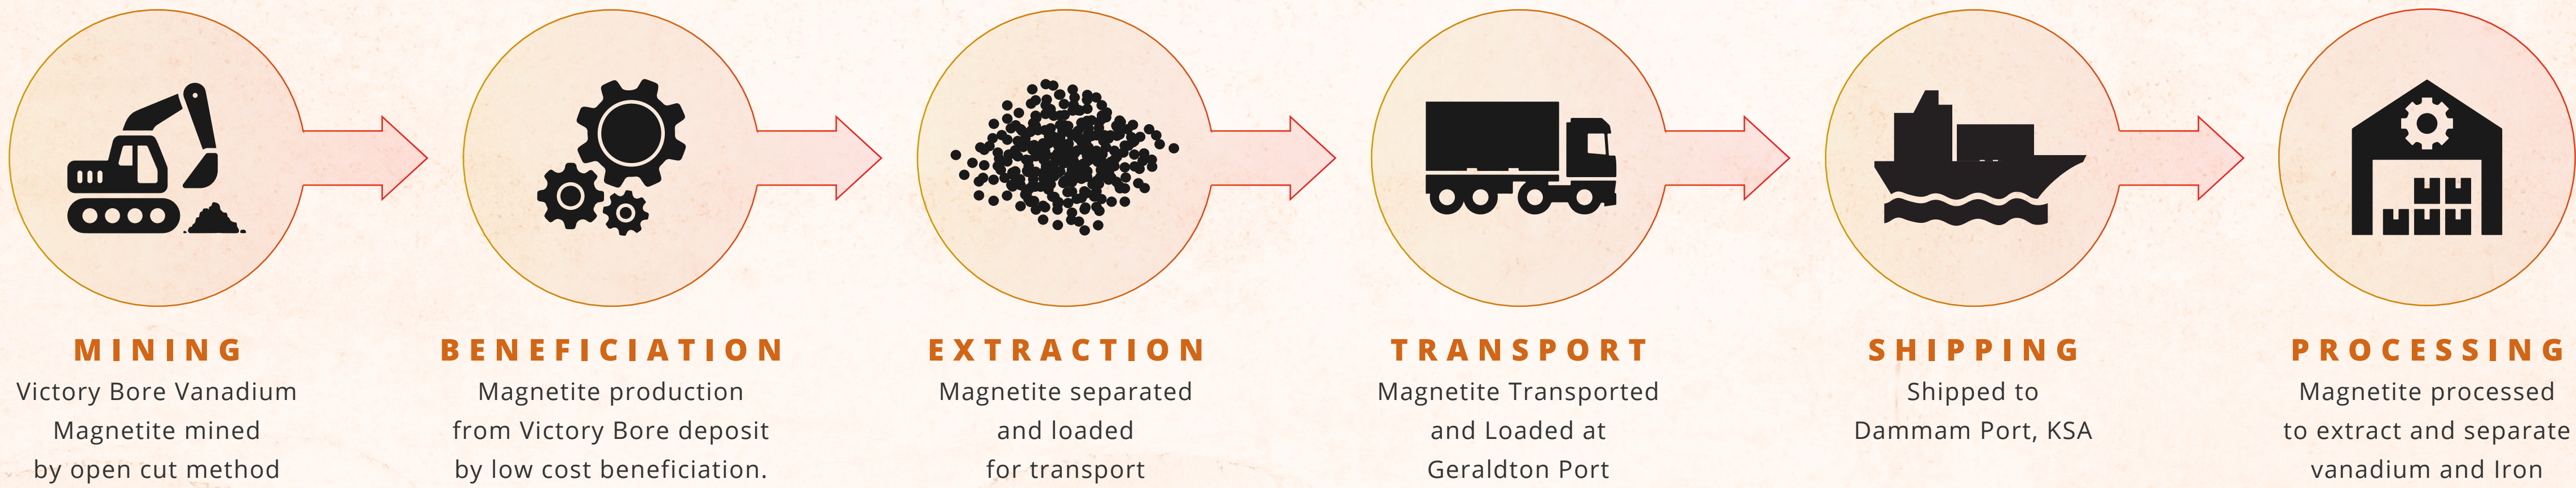 MINING
Victory Bore Vanadium
Magnetite mined
by open cut method
BENEFICIATION
Magnetite production
from Victory Bore deposit
by low cost beneficiation.
EXTRACTION
Magnetite separated
and loaded
for transport
TRANSPORT
Magnetite Transported
and Loaded at
Geraldton Port
SHIPPING
Shipped to
Dammam Port, KSA
PROCESSING
Magnetite processed
to extract and separate
vanadium and Iron